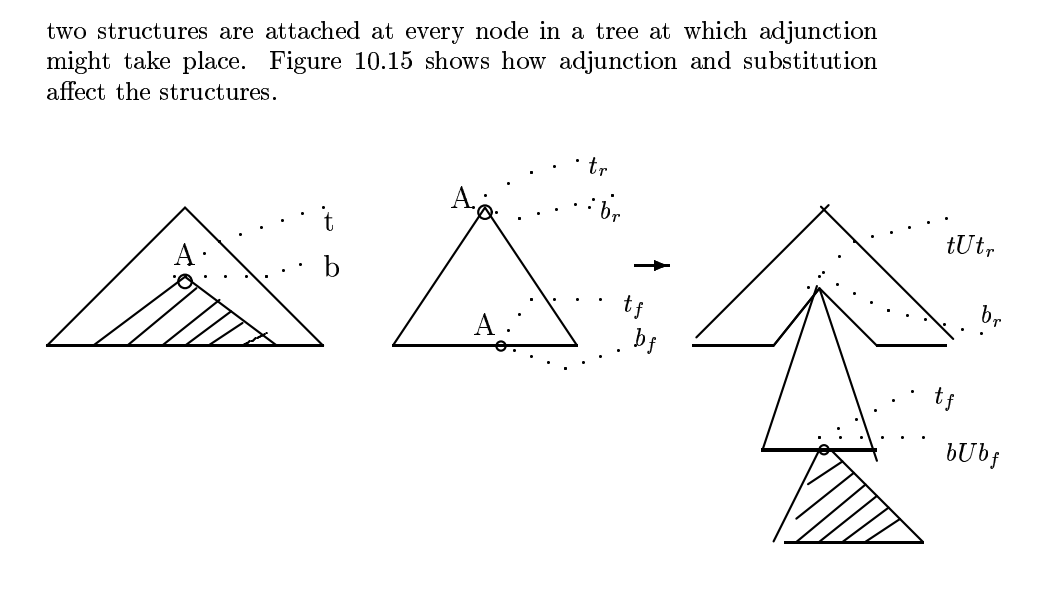 two structures are attached at every node in a tree at which adjunction
might take place. Figure 10.15 shows how adjunction and substitution
affect the structures.
t_r
A
b_r
t
A
b
tUt_r
t_f
A
b_f
b_r
t_f
bUb_f